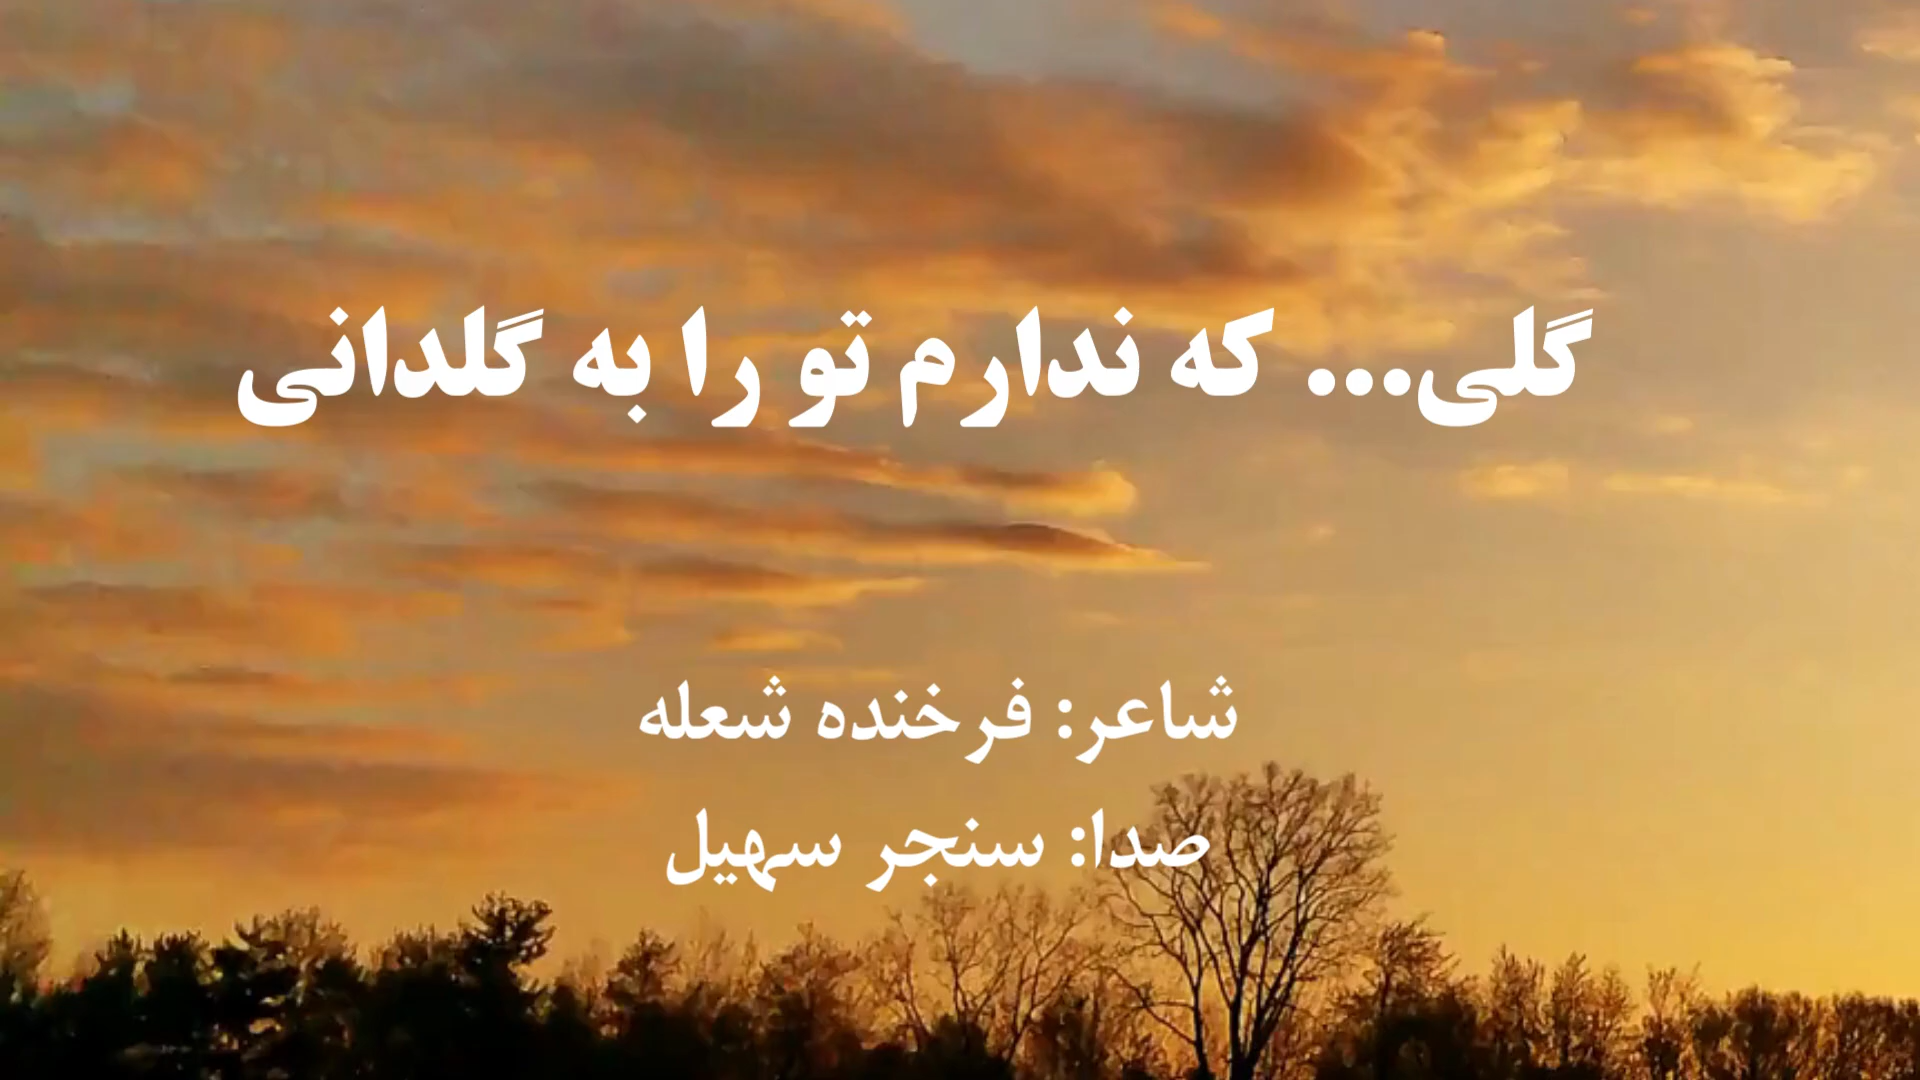 گلی... که ندارم تو را به گلدانی
شاعر: فرخنده شعله
صدا: سنجر سهیل